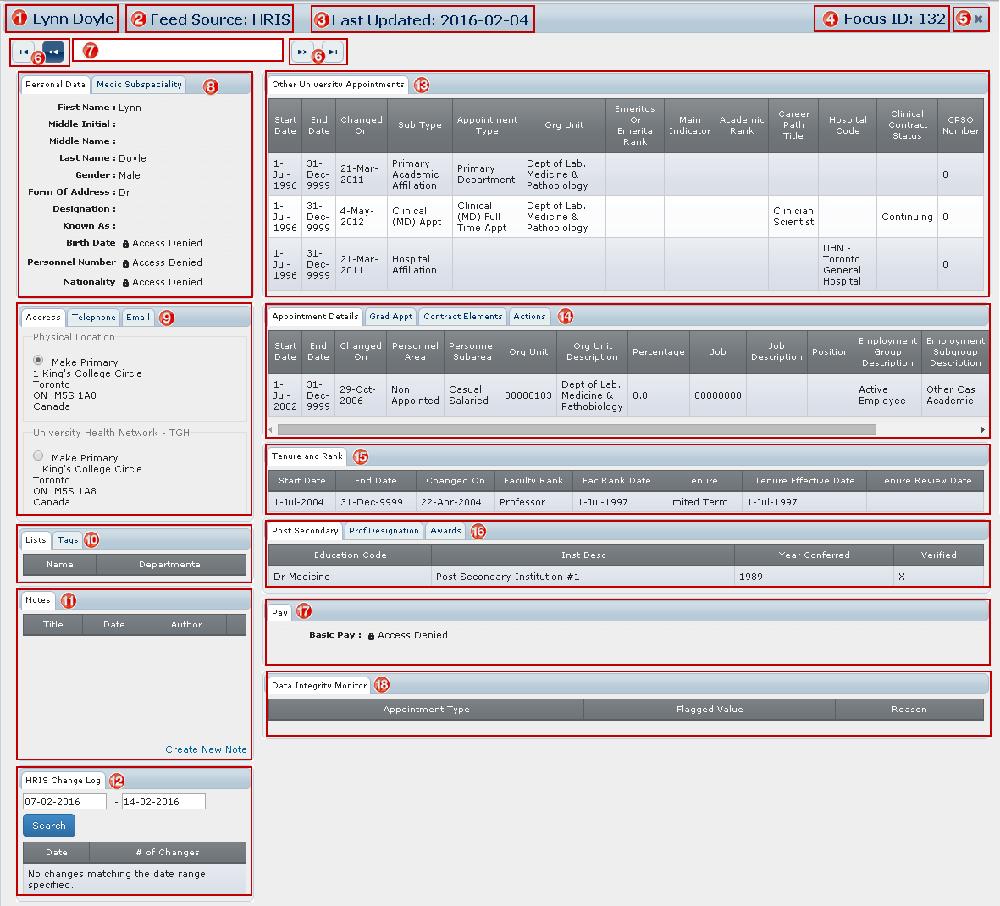 1 Lynn Doyle
2 Feed Source: HRIS
3 Last Updated: 2016-02-04
4 Focus ID: 132
5
6
7
6
Personal Data
Medic Subspeciality
8
First Name : Lynn
Middle Initial :
Middle Name :
Last Name : Doyle
Gender : Male
Form Of Address : Dr
Designation :
Known As :
Birth Date Access Denied
Personnel Number Access Denied
Nationality Access Denied
Address
Telephone
Email
9
Physical Location
Make Primary
1 King's College Circle
Toronto
ON M5S 1A8
Canada
University Health Network - TGH
Make Primary
1 King's College Circle
Toronto
ON M5S 1A8
Canada
Lists
Tags
10
Name
Departmental
Notes
11
Title
Date
Author
Create New Note
HRIS Change Log
12
07-02-2016 - 14-02-2016
Search
Date
# of Changes
No changes matching the date range
specified.
Other University Appointments
13
Start
Date
End
Date
Changed
On
Sub Type
Appointment
Type
Org Unit
Emeritus
Or
Emerita
Rank
Main
Indicator
Academic
Rank
Career
Path
Title
Hospital
Code
Clinical
Contract
Status
CPSO
Number
1-
Jul-
1996
31-
Dec-
9999
21-Mar-
2011
Primary
Academic
Affiliation
Primary
Department
Dept of Lab.
Medicine &
Pathobiology
0
1-
Jul-
1996
31-
Dec-
9999
4-May-
2012
Clinical
(MD) Appt
Clinical
(MD) Full
Time Appt
Dept of Lab.
Medicine &
Pathobiology
Clinician
Scientist
Continuing
0
1-
Jul-
1996
31-
Dec-
9999
21-Mar-
2011
Hospital
Affiliation
UHN -
Toronto
General
Hospital
0
Appointment Details
Grad Appt
Contract Elements
Actions
14
Start
Date
End
Date
Changed
On
Personnel
Area
Personnel
Subarea
Org Unit
Org Unit
Description
Percentage
Job
Job
Description
Position
Employment
Group
Description
Employment
Subgroup
Description
1-
Jul-
2002
31-
Dec-
9999
29-Oct-
2006
Non
Appointed
Casual
Salaried
00000183
Dept of Lab.
Medicine &
Pathobiology
0.0
00000000
Active
Employee
Other Cas
Academic
Tenure and Rank
15
Start Date
End Date
Changed On
Faculty Rank
Fac Rank Date
Tenure
Tenure Effective Date
Tenure Review Date
1-Jul-2004
31-Dec-9999
22-Apr-2004
Professor
1-Jul-1997
Limited Term
1-Jul-1997
Post Secondary
Prof Designation
Awards
16
Education Code
Inst Desc
Year Conferred
Verified
Dr Medicine
Post Secondary Institution #1
1989
X
Pay
17
Basic Pay : Access Denied
Data Integrity Monitor
18
Appointment Type
Flagged Value
Reason